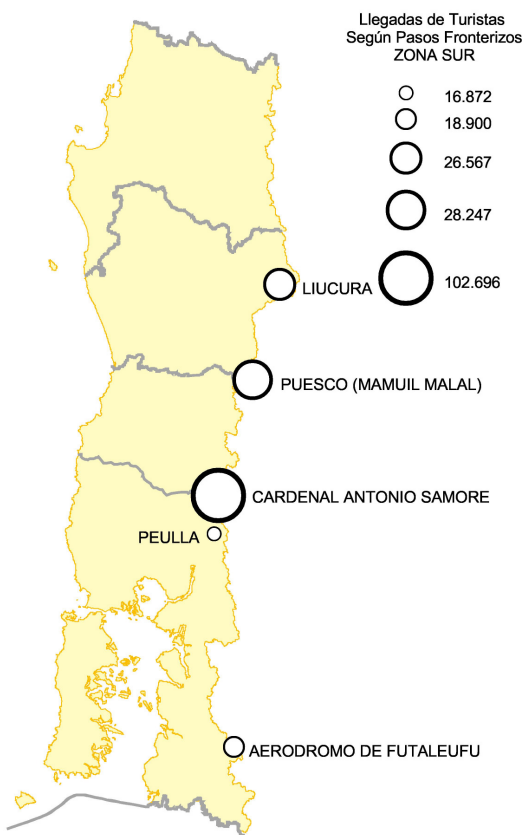 Llegadas de Turistas
Según Pasos Fronterizos
ZONA SUR
16.872
18.900
26.567
28.247
102.696
LIUCURA
PUESCO (MAMUIL MALAL)
CARDENAL ANTONIO SAMORE
PEULLA
AERODROMO DE FUTALEUFU